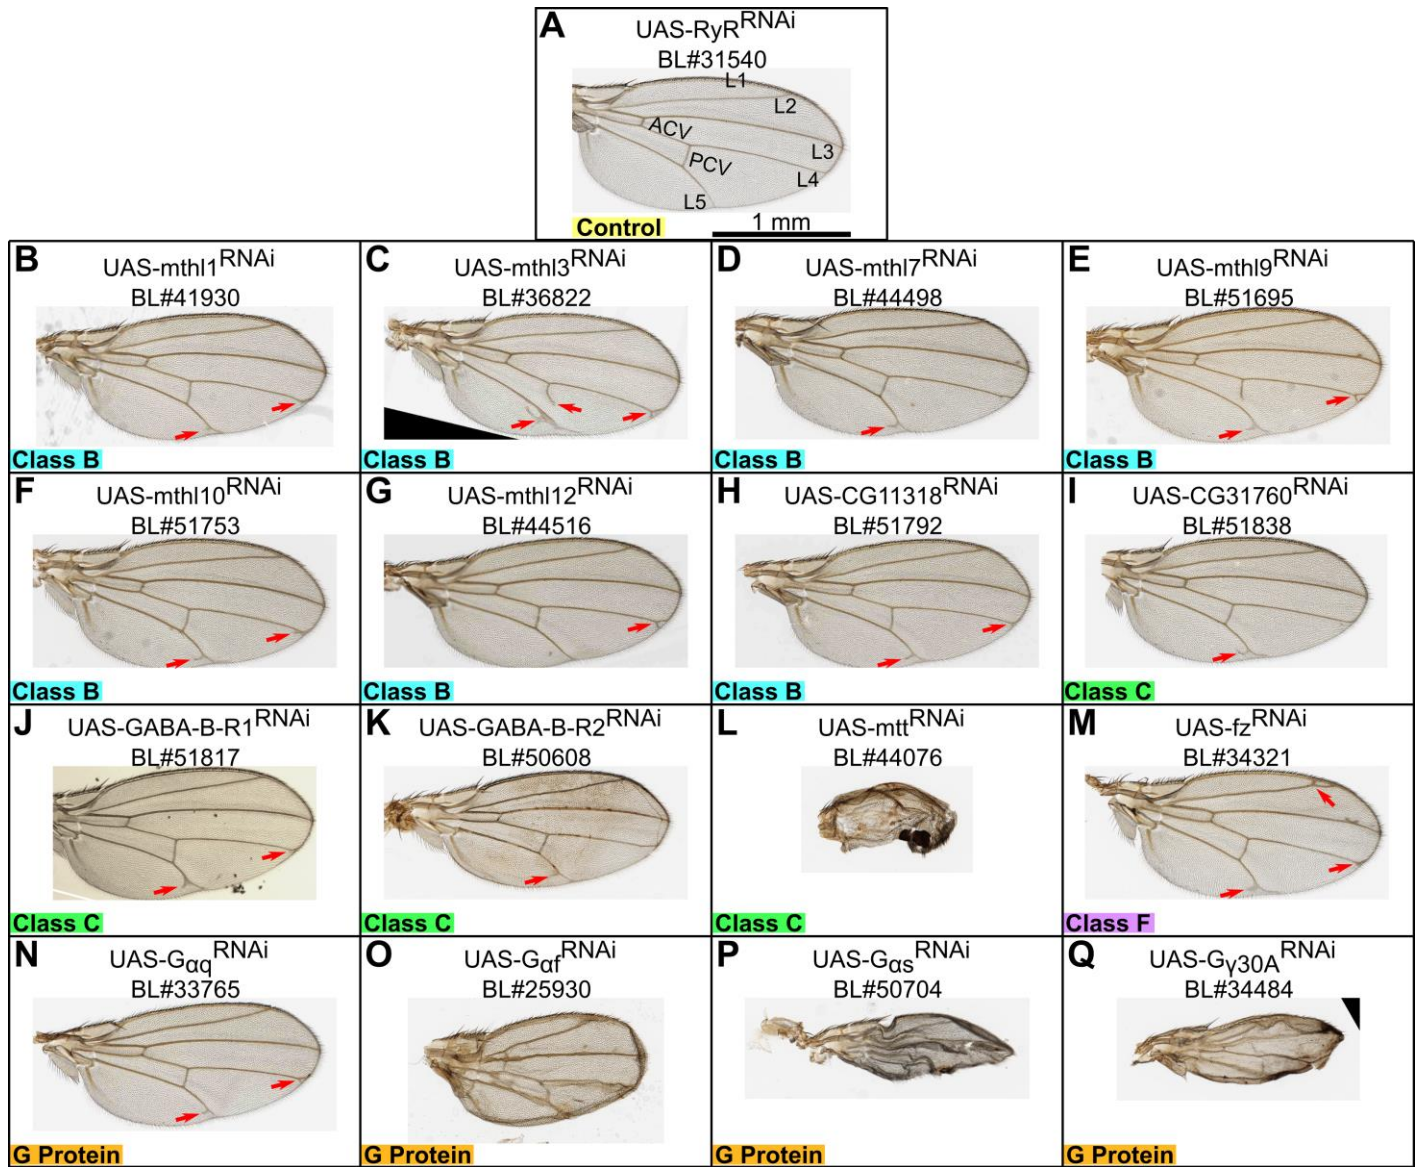 A
UAS-RyR^RNAi
BL#31540
L1
L2
ACV
L3
PCV
L4
L5
Control
1 mm
B
UAS-mthl1^RNAi
BL#41930
Class B
C
UAS-mthl3^RNAi
BL#36822
Class B
D
UAS-mthl7^RNAi
BL#44498
Class B
E
UAS-mthl9^RNAi
BL#51695
Class B
F
UAS-mthl10^RNAi
BL#51753
Class B
G
UAS-mthl12^RNAi
BL#44516
Class B
H
UAS-CG11318^RNAi
BL#51792
Class B
I
UAS-CG31760^RNAi
BL#51838
Class C
J
UAS-GABA-B-R1^RNAi
BL#51817
Class C
K
UAS-GABA-B-R2^RNAi
BL#50608
Class C
L
UAS-mtt^RNAi
BL#44076
Class C
M
UAS-fz^RNAi
BL#34321
Class F
N
UAS-Gαq^RNAi
BL#33765
G Protein
O
UAS-Gαf^RNAi
BL#25930
G Protein
P
UAS-Gαs^RNAi
BL#50704
G Protein
Q
UAS-Gγ30A^RNAi
BL#34484
G Protein